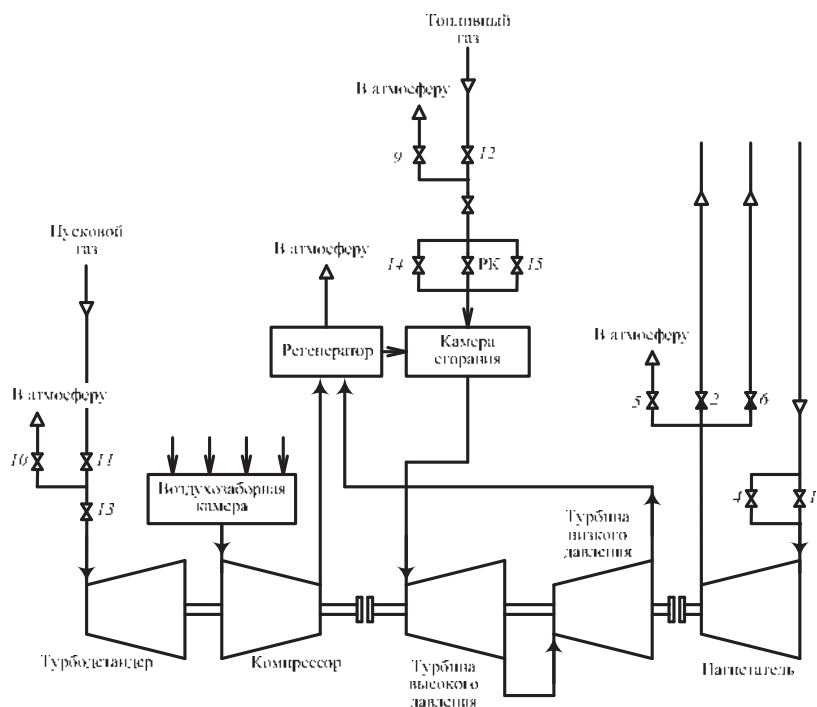 Топливный
газ
В атмосферу
9
12
Пусковой
газ
В атмосферу
14
РК
15
Регенератор
Камера
сгорания
В атмосферу
В атмосферу
5
2
6
10
11
Воздухозаборная
камера
13
4
1
Турбина
низкого
давления
Турбодетандер
Компрессор
Турбина
высокого
давления
Нагнетатель